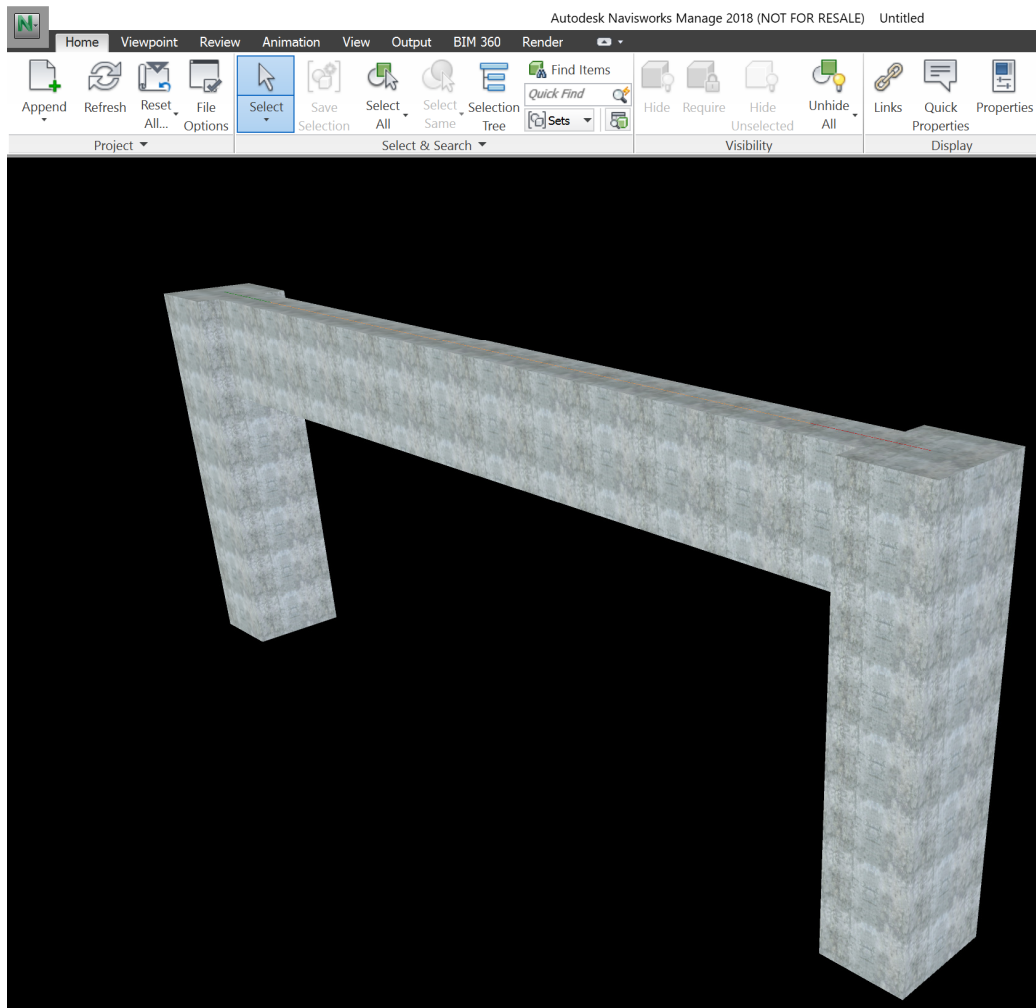 Autodesk Navisworks Manage 2018 (NOT FOR RESALE) Untitled
N
Home Viewpoint Review Animation View Output BIM 360 Render
Append Refresh Reset All... File Options Select Save Selection Select All Select Same Selection Tree
Find Items
Quick Find
Sets
Hide Require Hide Unselected Unhide All Links Quick Properties Properties
Project Select & Search Visibility Display